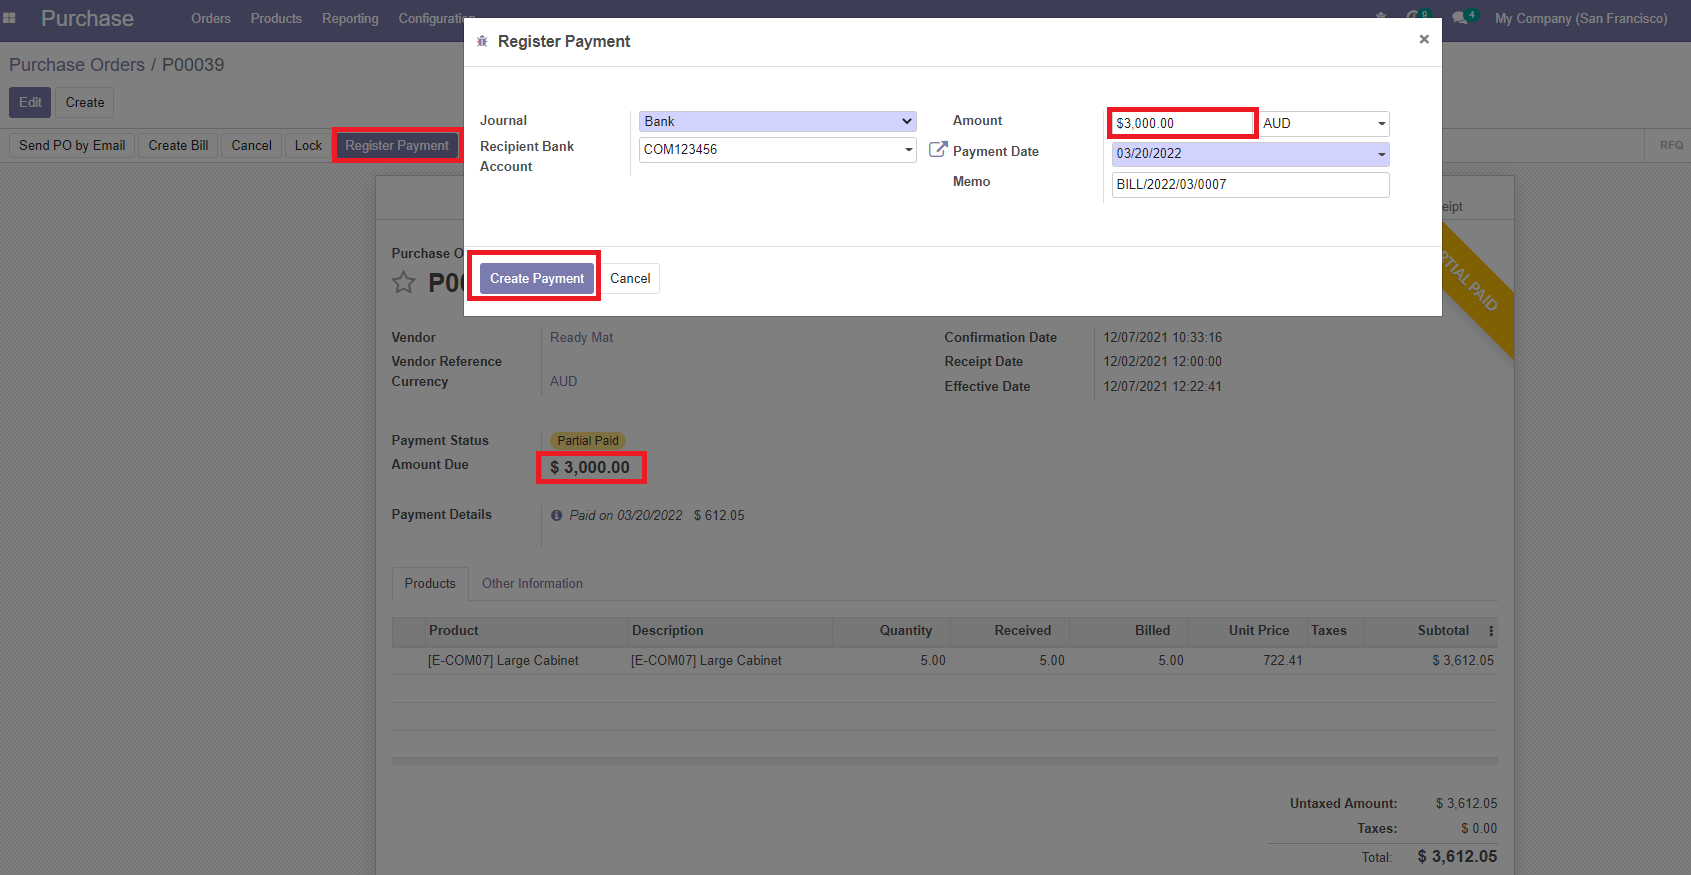 Purchase Orders Products Reporting Configuration 9 4 My Company (San Francisco)
Register Payment ×
Purchase Orders / P00039
Edit Create
Send PO by Email Create Bill Cancel Lock Register Payment RFQ
Journal Bank
Recipient Bank Account COM123456
Amount $3,000.00 AUD
Payment Date 03/20/2022
Memo BILL/2022/03/0007
eipt
Create Payment Cancel
Purchase O
P00
RTIAL PAID
Vendor Ready Mat
Vendor Reference
Currency AUD
Confirmation Date 12/07/2021 10:33:16
Receipt Date 12/02/2021 12:00:00
Effective Date 12/07/2021 12:22:41
Payment Status Partial Paid
Amount Due $ 3,000.00
Payment Details Paid on 03/20/2022 $ 612.05
Products Other Information
Product Description Quantity Received Billed Unit Price Taxes Subtotal
[E-COM07] Large Cabinet [E-COM07] Large Cabinet 5.00 5.00 5.00 722.41 $ 3,612.05
Untaxed Amount: $ 3,612.05
Taxes: $ 0.00
Total: $ 3,612.05